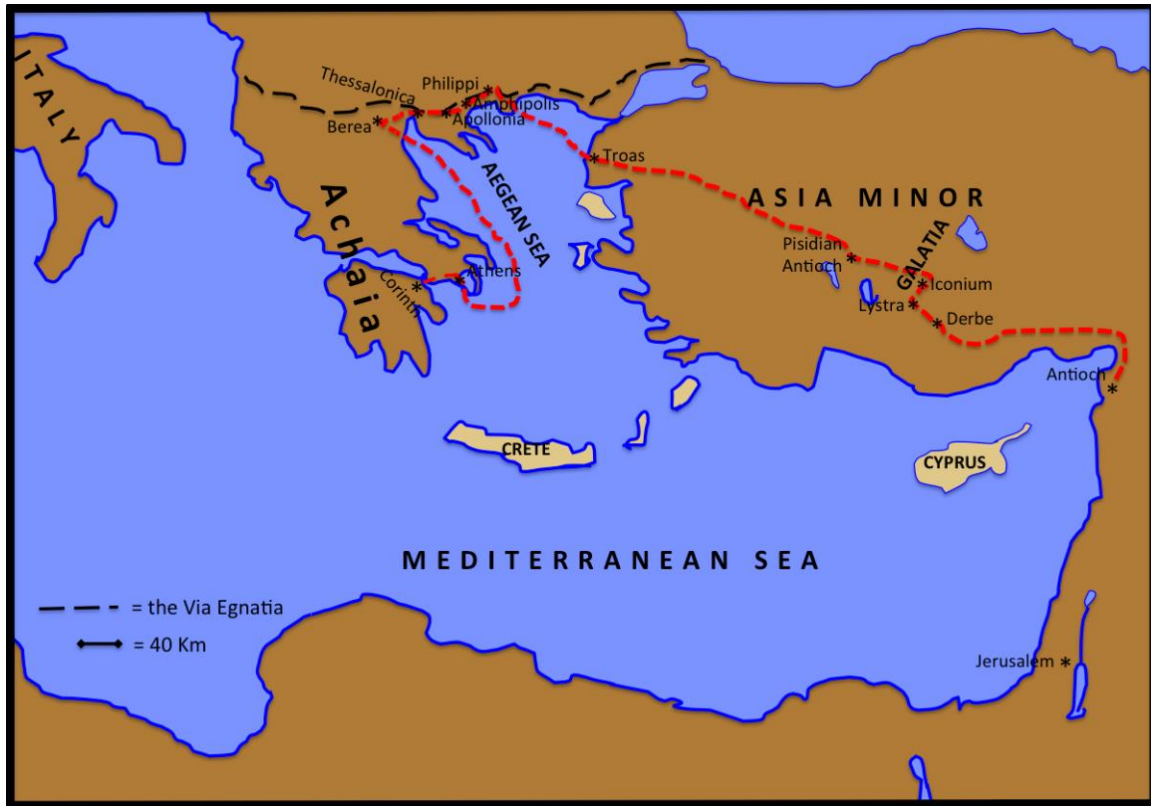 ITALY
Thessalonica
Philippi
Amphipolis
Apollonia
Berea
Troas
AEGEAN SEA
ASIA MINOR
Achaia
Pisidian
Antioch
GALATIA
Iconium
Athens
Corinth
Lystra
Derbe
Antioch
CRETE
CYPRUS
MEDITERRANEAN SEA
= the Via Egnatia
= 40 Km
Jerusalem